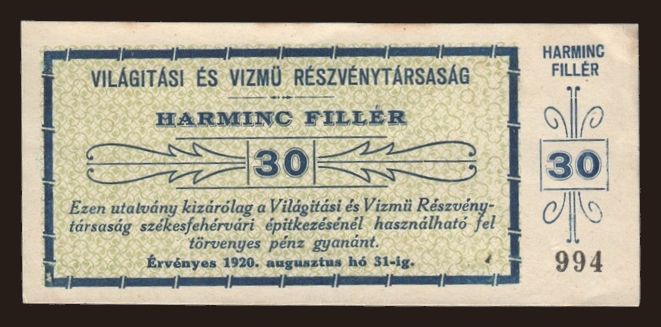 VILÁGITÁSI ÉS VIZMÜ RÉSZVÉNYTÁRSASÁG
HARMINC FILLÉR
30
Ezen utalvány kizárólag a Világitási és Vizmü Részvény-
társaság székesfehérvári épitkezésénél használható fel
törvenyes pénz gyanánt.
Érvényes 1920. augusztus hó 31-ig.
HARMINC
FILLÉR
30
994